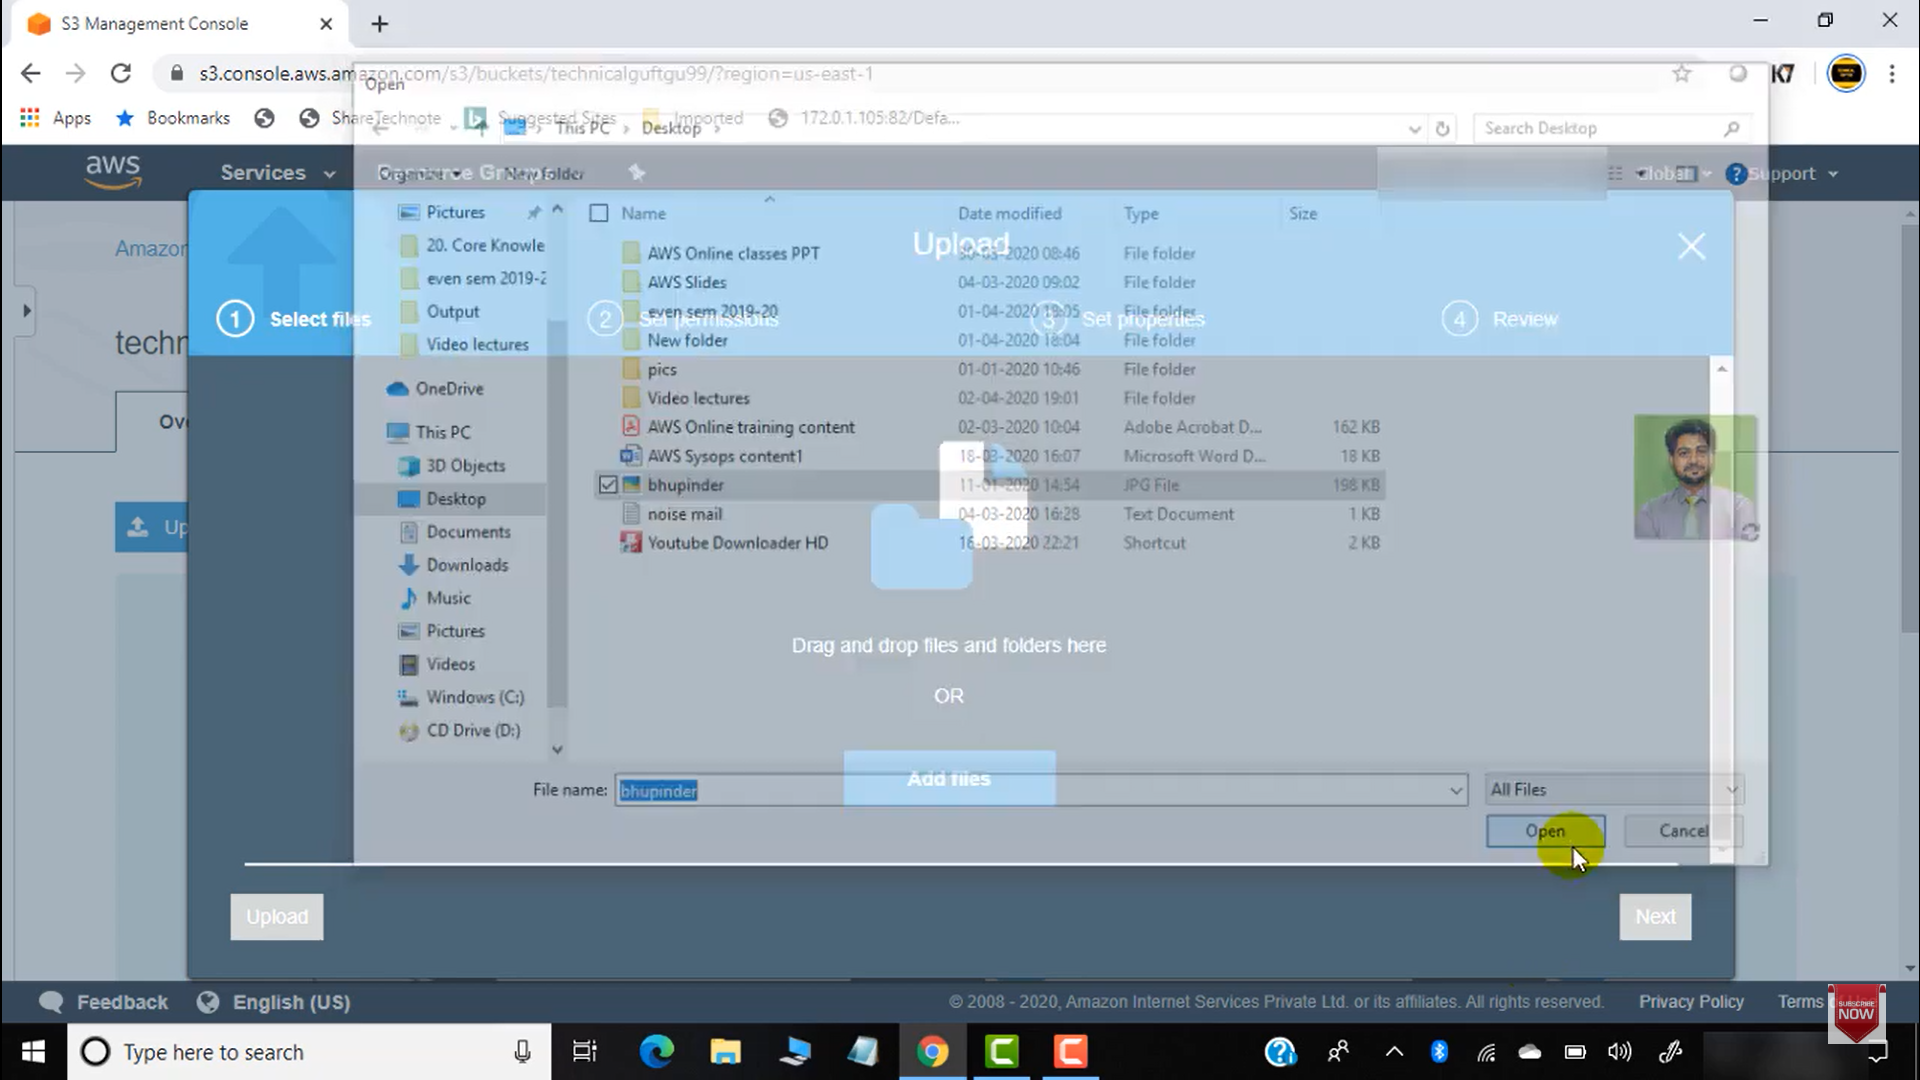 S3 Management Console
s3.console.aws.amazon.com/s3/buckets/technicalguftgu99/?region=us-east-1
K7
Open
Apps
Bookmarks
ShareTechnote
Suggested Sites
Imported
172.0.1.105:82/Defa...
This PC
Desktop
Search Desktop
aws
Services
Resource Groups
Organize
New folder
Global
Support
Pictures
Name
Date modified
Type
Size
20. Core Knowle
even sem 2019-2
Output
Video lectures
OneDrive
This PC
3D Objects
Desktop
Documents
Downloads
Music
Pictures
Videos
Windows (C:)
CD Drive (D:)
Amazon
techn
Ove
Up
Upload
1 Select files
2 Set permissions
3 Set properties
4 Review
AWS Online classes PPT 30-03-2020 08:46 File folder
AWS Slides 04-03-2020 09:02 File folder
even sem 2019-20 01-04-2020 18:05 File folder
New folder 01-04-2020 18:04 File folder
pics 01-01-2020 10:46 File folder
Video lectures 02-04-2020 19:01 File folder
AWS Online training content 02-03-2020 10:04 Adobe Acrobat D... 162 KB
AWS Sysops content1 18-03-2020 16:07 Microsoft Word D... 18 KB
bhupinder 11-01-2020 14:54 JPG File 198 KB
noise mail 04-03-2020 16:28 Text Document 1 KB
Youtube Downloader HD 16-03-2020 22:21 Shortcut 2 KB
Drag and drop files and folders here
OR
Add files
File name: bhupinder
All Files
Open
Cancel
Upload
Next
Feedback
English (US)
© 2008 - 2020, Amazon Internet Services Private Ltd. or its affiliates. All rights reserved.
Privacy Policy
Terms of Use
SUBSCRIBE
NOW
Type here to search